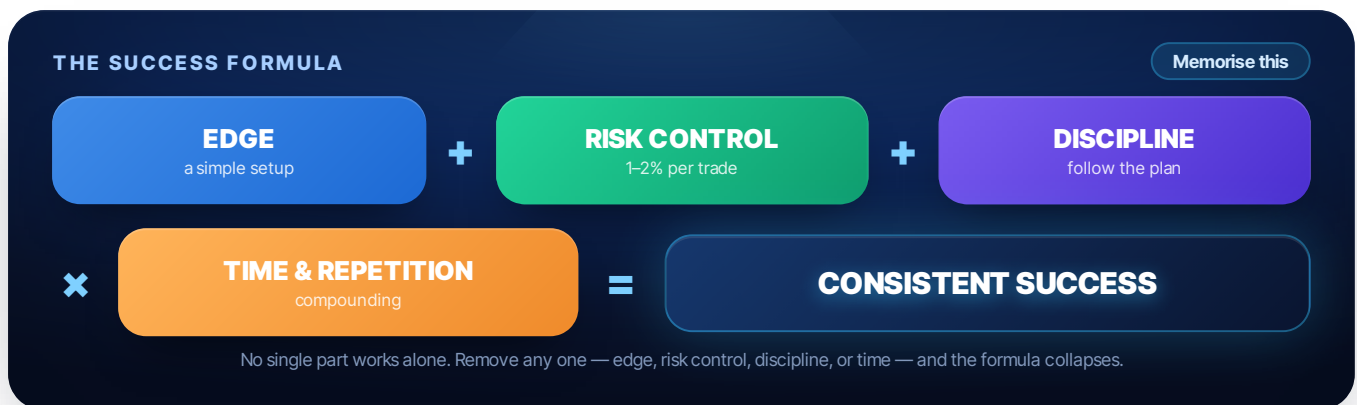 THE SUCCESS FORMULA
Memorise this
EDGE
a simple setup
+
RISK CONTROL
1–2% per trade
+
DISCIPLINE
follow the plan
×
TIME & REPETITION
compounding
=
CONSISTENT SUCCESS
No single part works alone. Remove any one — edge, risk control, discipline, or time — and the formula collapses.